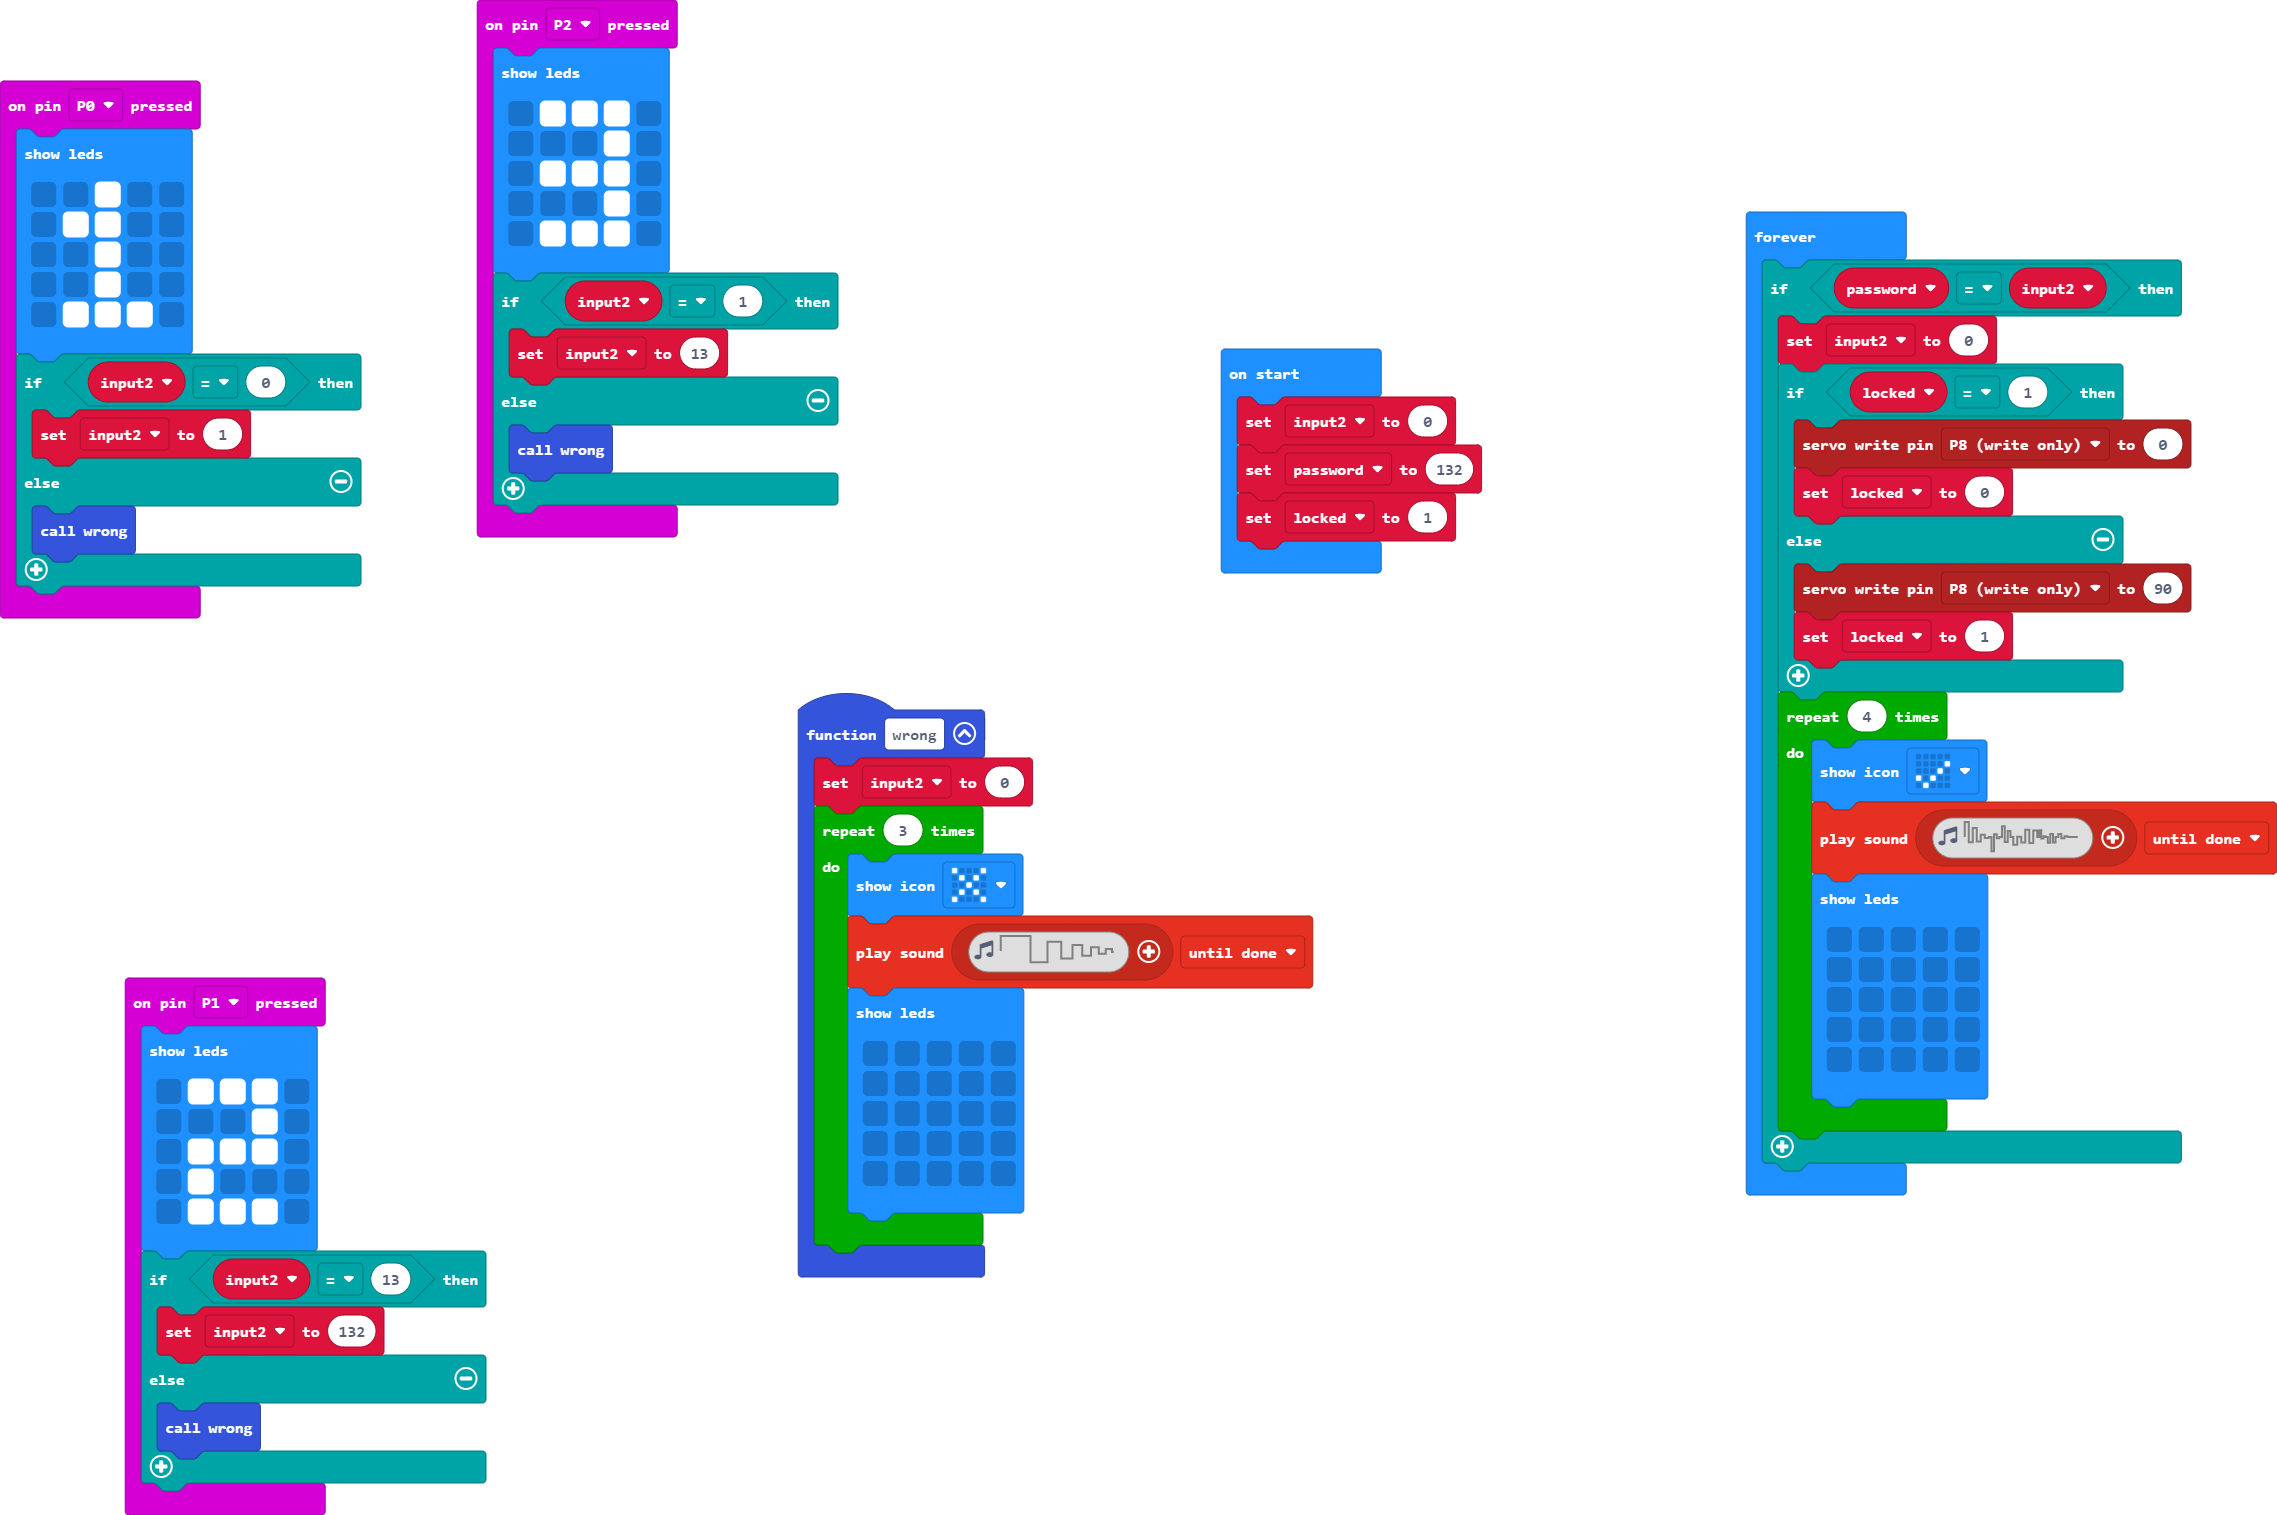 on pin P0 pressed
show leds
if input2 = 0 then
set input2 to 1
else
call wrong
on pin P2 pressed
show leds
if input2 = 1 then
set input2 to 13
else
call wrong
on start
set input2 to 0
set password to 132
set locked to 1
forever
if password = input2 then
set input2 to 0
if locked = 1 then
servo write pin P8 (write only) to 0
set locked to 0
else
servo write pin P8 (write only) to 90
set locked to 1
repeat 4 times
do
show icon
play sound until done
show leds
function wrong
set input2 to 0
repeat 3 times
do
show icon
play sound until done
show leds
on pin P1 pressed
show leds
if input2 = 13 then
set input2 to 132
else
call wrong